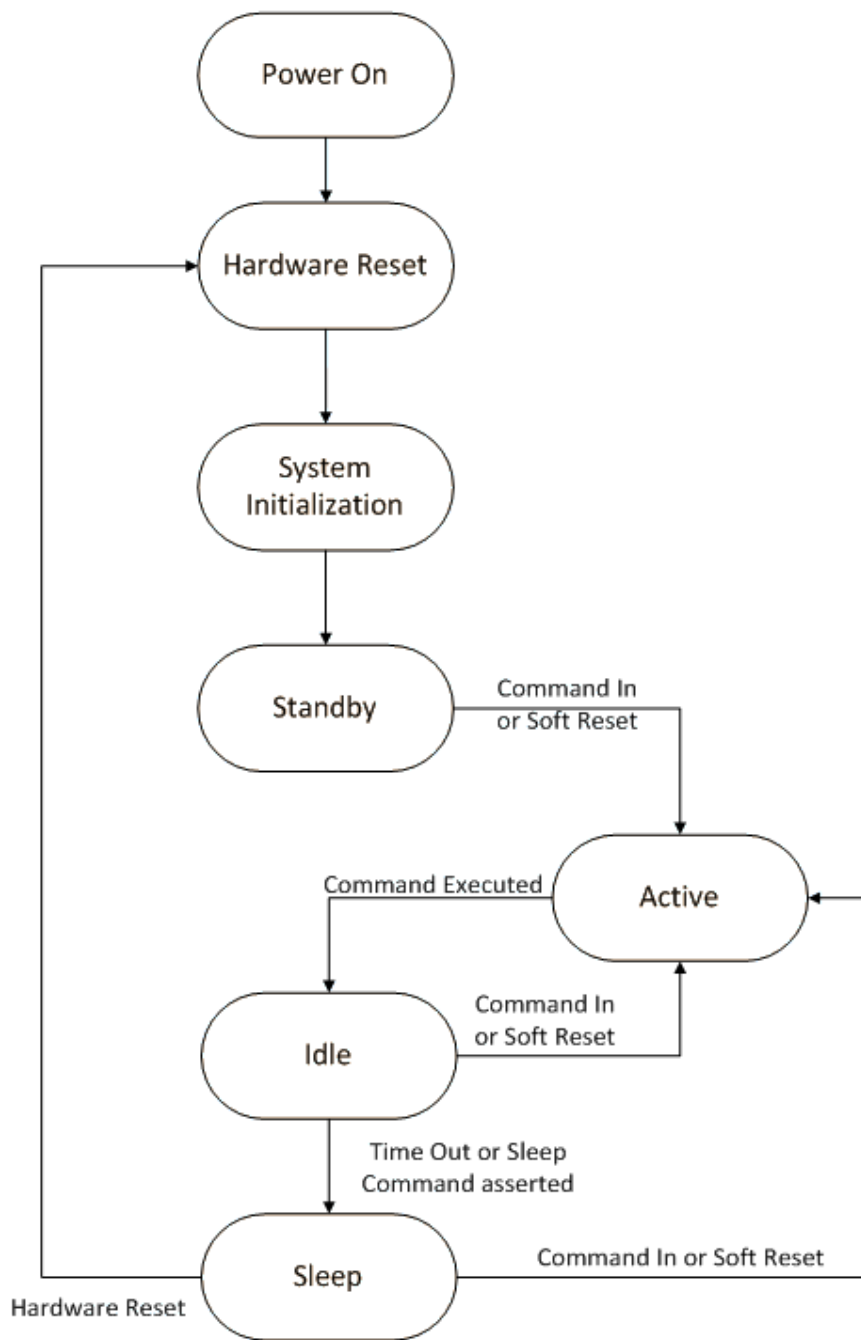 Power On
Hardware Reset
System
Initialization
Standby
Command In
or Soft Reset
Active
Command Executed
Command In
or Soft Reset
Idle
Time Out or Sleep
Command asserted
Sleep
Command In or Soft Reset
Hardware Reset